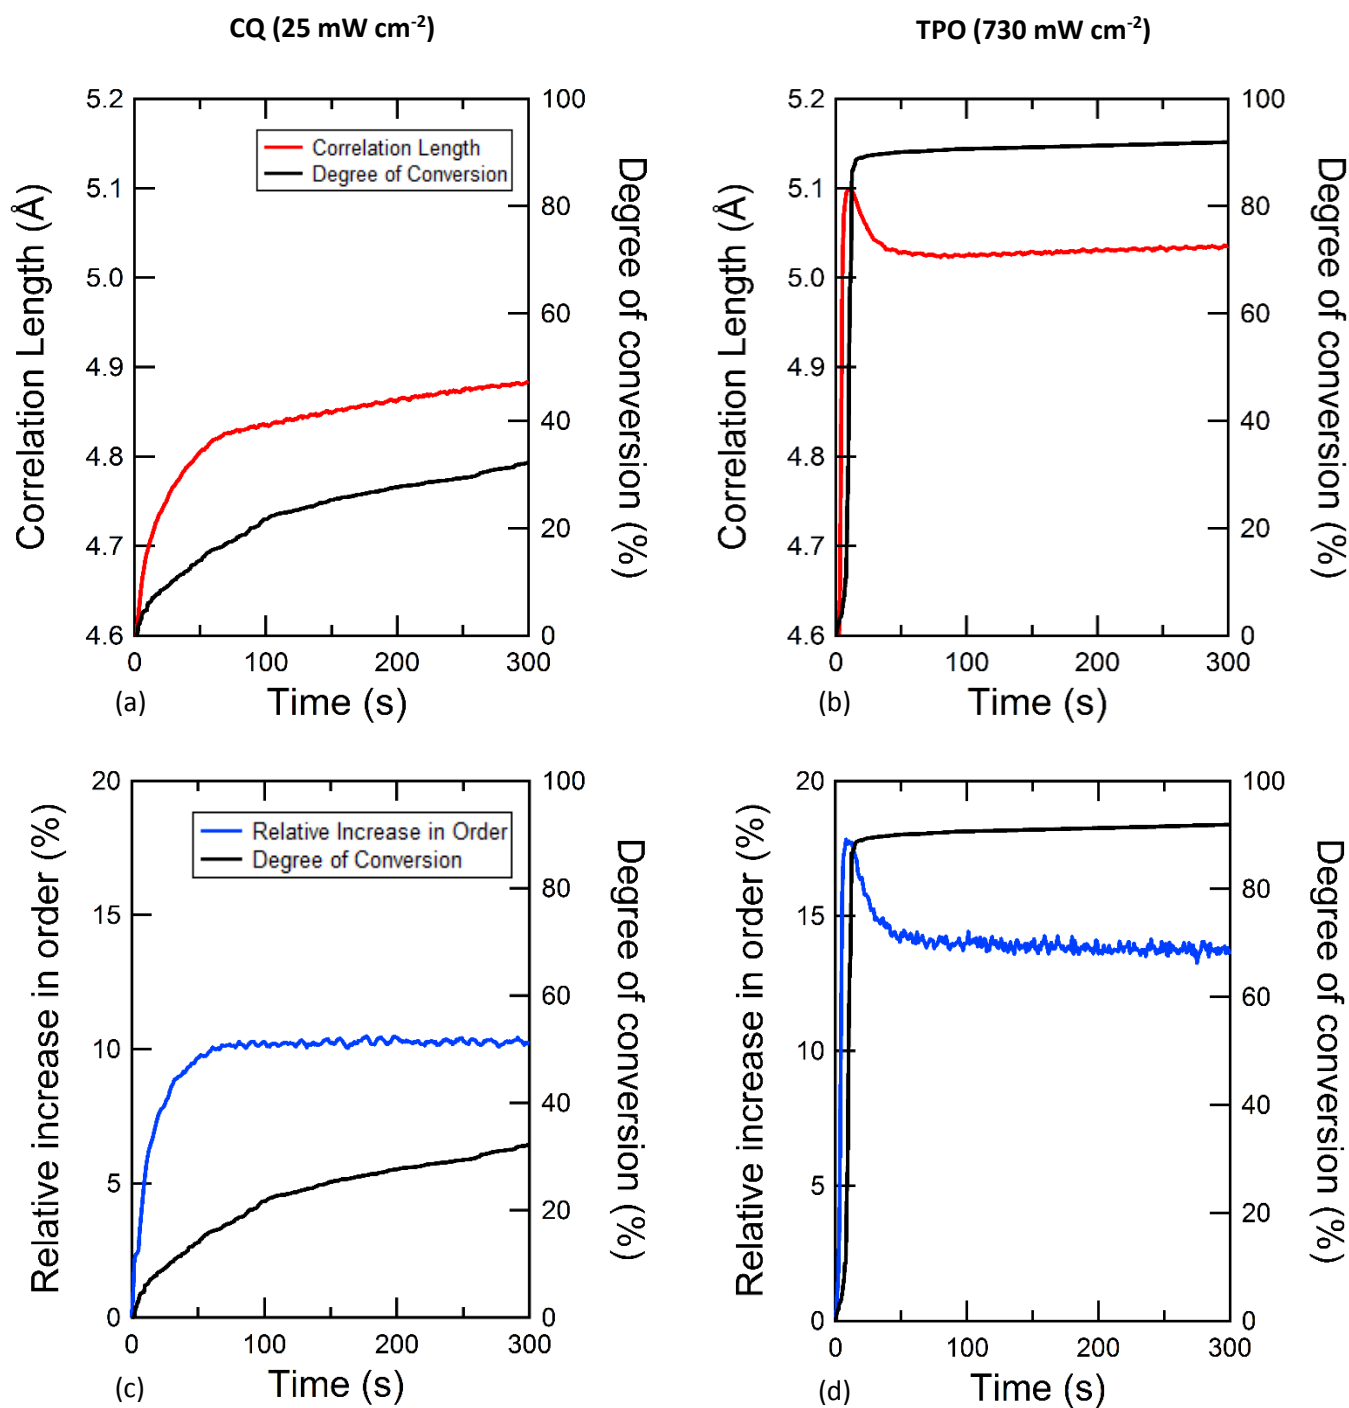 CQ (25 mW cm-2)
TPO (730 mW cm-2)
Correlation Length (Å)
5.2
5.1
5.0
4.9
4.8
4.7
4.6
Correlation Length
Degree of Conversion
100
80
60
40
20
0
Degree of conversion (%)
0 100 200 300
(a) Time (s)
Correlation Length (Å)
5.2
5.1
5.0
4.9
4.8
4.7
4.6
100
80
60
40
20
0
Degree of conversion (%)
0 100 200 300
(b) Time (s)
Relative increase in order (%)
20
15
10
5
0
Relative Increase in Order
Degree of Conversion
100
80
60
40
20
0
Degree of conversion (%)
0 100 200 300
(c) Time (s)
Relative increase in order (%)
20
15
10
5
0
100
80
60
40
20
0
Degree of conversion (%)
0 100 200 300
(d) Time (s)